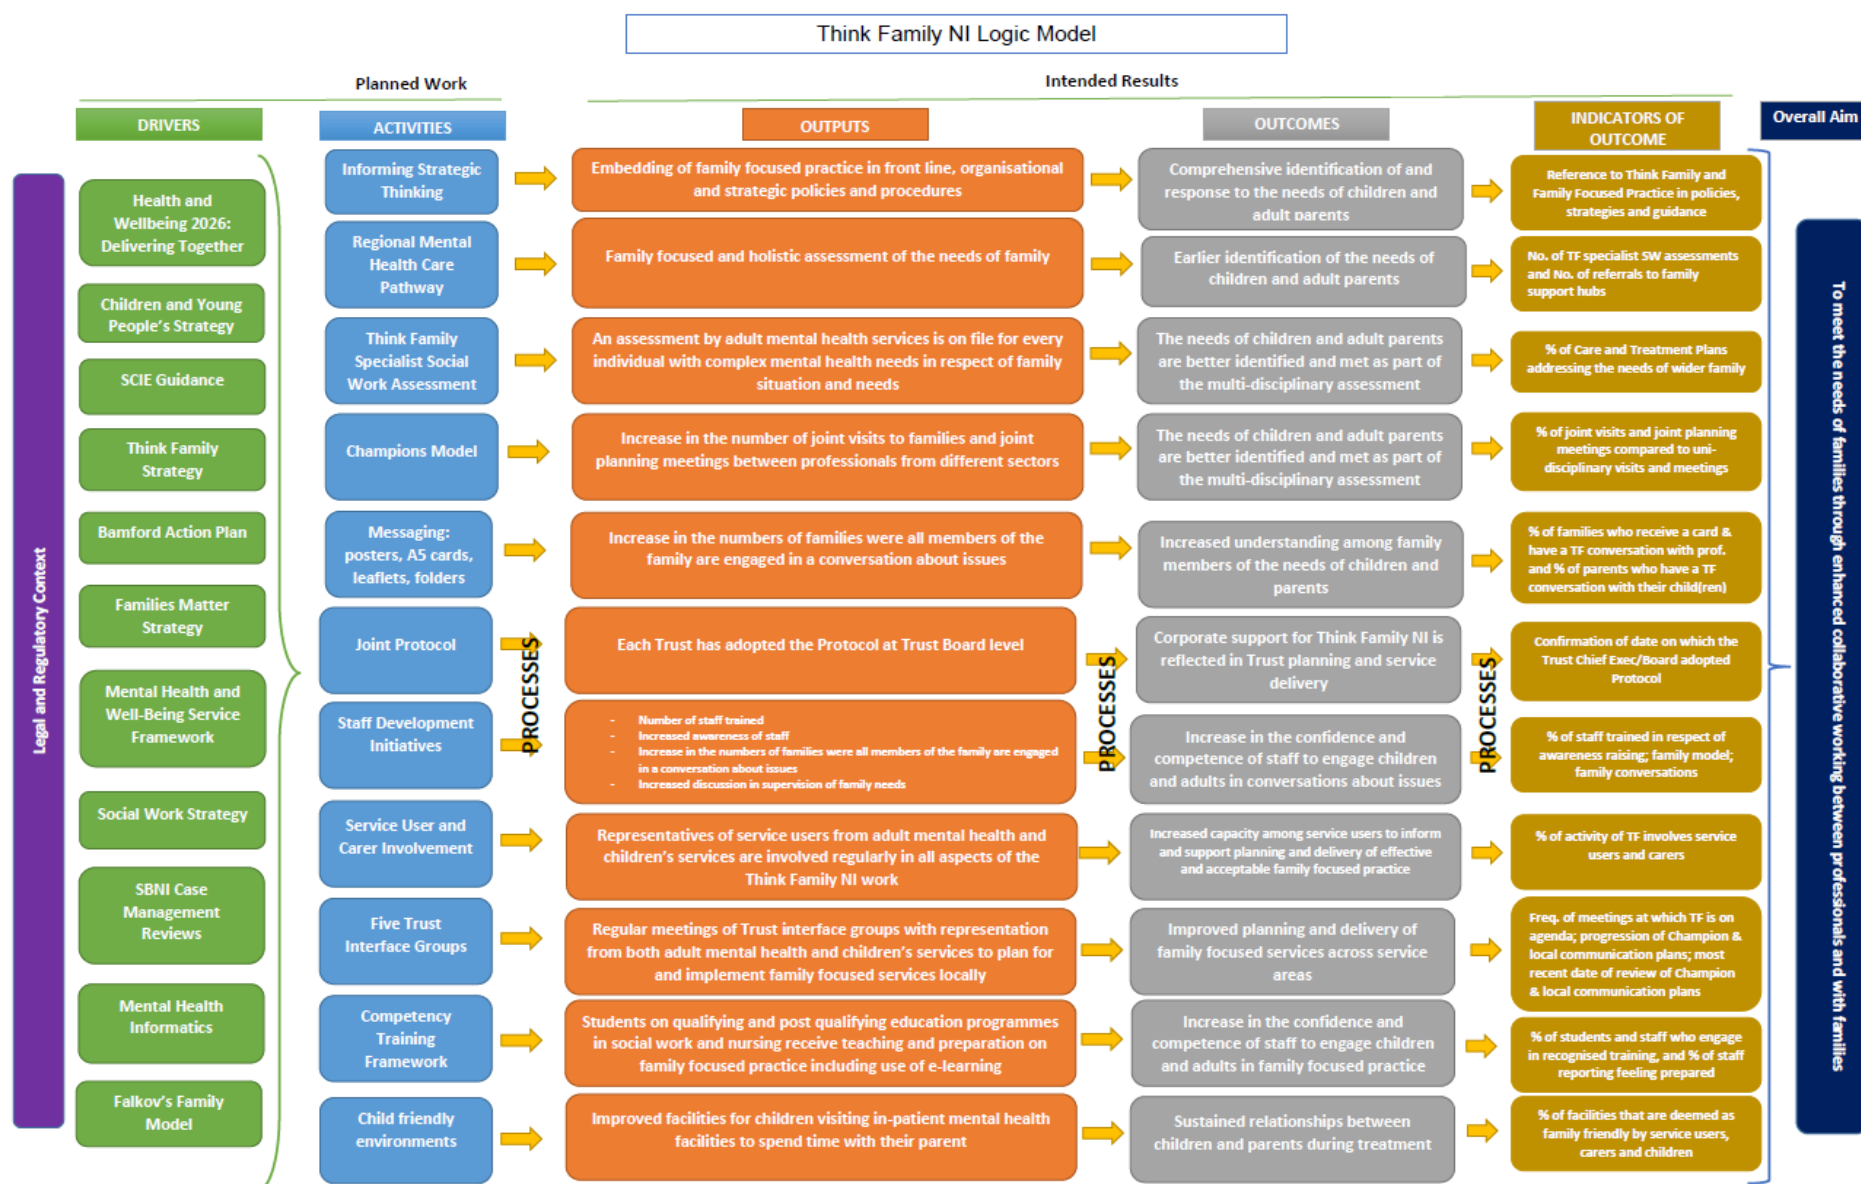 Think Family NI Logic Model
Planned Work
Intended Results
DRIVERS
ACTIVITIES
OUTPUTS
OUTCOMES
INDICATORS OF
OUTCOME
Overall Aim
Legal and Regulatory Context
Health and
Wellbeing 2026:
Delivering Together
Children and Young
People's Strategy
SCIE Guidance
Think Family
Strategy
Bamford Action Plan
Families Matter
Strategy
Mental Health and
Well-Being Service
Framework
Social Work Strategy
SBNI Case
Management
Reviews
Mental Health
Informatics
Falkov's Family
Model
Informing Strategic
Thinking
Embedding of family focused practice in front line, organisational
and strategic policies and procedures
Comprehensive identification of and
response to the needs of children and
adult parents
Reference to Think Family and
Family Focused Practice in policies,
strategies and guidance
Regional Mental
Health Care
Pathway
Family focused and holistic assessment of the needs of family
Earlier identification of the needs of
children and adult parents
No. of TF specialist SW assessments
and No. of referrals to family
support hubs
Think Family
Specialist Social
Work Assessment
An assessment by adult mental health services is on file for every
individual with complex mental health needs in respect of family
situation and needs
The needs of children and adult parents
are better identified and met as part of
the multi-disciplinary assessment
% of Care and Treatment Plans
addressing the needs of wider family
Champions Model
Increase in the number of joint visits to families and joint
planning meetings between professionals from different sectors
The needs of children and adult parents
are better identified and met as part of
the multi-disciplinary assessment
% of joint visits and joint planning
meetings compared to uni-
disciplinary visits and meetings
Messaging:
posters, A5 cards,
leaflets, folders
Increase in the numbers of families were all members of the
family are engaged in a conversation about issues
Increased understanding among family
members of the needs of children and
parents
% of families who receive a card &
have a TF conversation with prof.
and % of parents who have a TF
conversation with their child(ren)
Joint Protocol
PROCESSES
Each Trust has adopted the Protocol at Trust Board level
PROCESSES
Corporate support for Think Family NI is
reflected in Trust planning and service
delivery
PROCESSES
Confirmation of date on which the
Trust Chief Exec/Board adopted
Protocol
Staff Development
Initiatives
- Number of staff trained
- Increased awareness of staff
- Increase in the numbers of families were all members of the family are engaged
in a conversation about issues
- Increased discussion in supervision of family needs
Increase in the confidence and
competence of staff to engage children
and adults in conversations about issues
% of staff trained in respect of
awareness raising; family model;
family conversations
Service User and
Carer Involvement
Representatives of service users from adult mental health and
children's services are involved regularly in all aspects of the
Think Family NI work
Increased capacity among service users to inform
and support planning and delivery of effective
and acceptable family focused practice
% of activity of TF involves service
users and carers
Five Trust
Interface Groups
Regular meetings of Trust interface groups with representation
from both adult mental health and children's services to plan for
and implement family focused services locally
Improved planning and delivery of
family focused services across service
areas
Freq. of meetings at which TF is on
agenda; progression of Champion &
local communication plans; most
recent date of review of Champion
& local communication plans
Competency
Training
Framework
Students on qualifying and post qualifying education programmes
in social work and nursing receive teaching and preparation on
family focused practice including use of e-learning
Increase in the confidence and
competence of staff to engage children
and adults in family focused practice
% of students and staff who engage
in recognised training, and % of staff
reporting feeling prepared
Child friendly
environments
Improved facilities for children visiting in-patient mental health
facilities to spend time with their parent
Sustained relationships between
children and parents during treatment
% of facilities that are deemed as
family friendly by service users,
carers and children
To meet the needs of families through enhanced collaborative working between professionals and with families